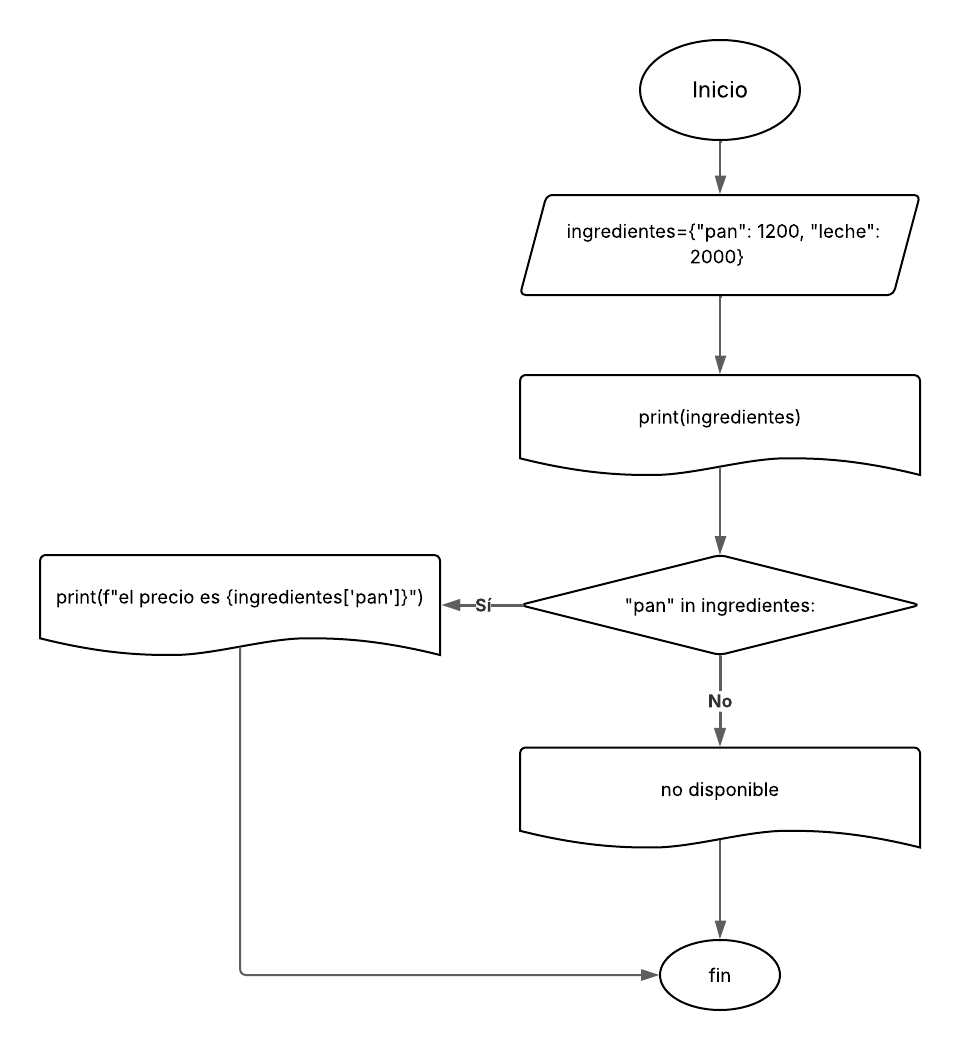 Inicio
ingredientes={"pan": 1200, "leche":
2000}
print(ingredientes)
print(f"el precio es {ingredientes['pan']}")
Sí
"pan" in ingredientes:
No
no disponible
fin